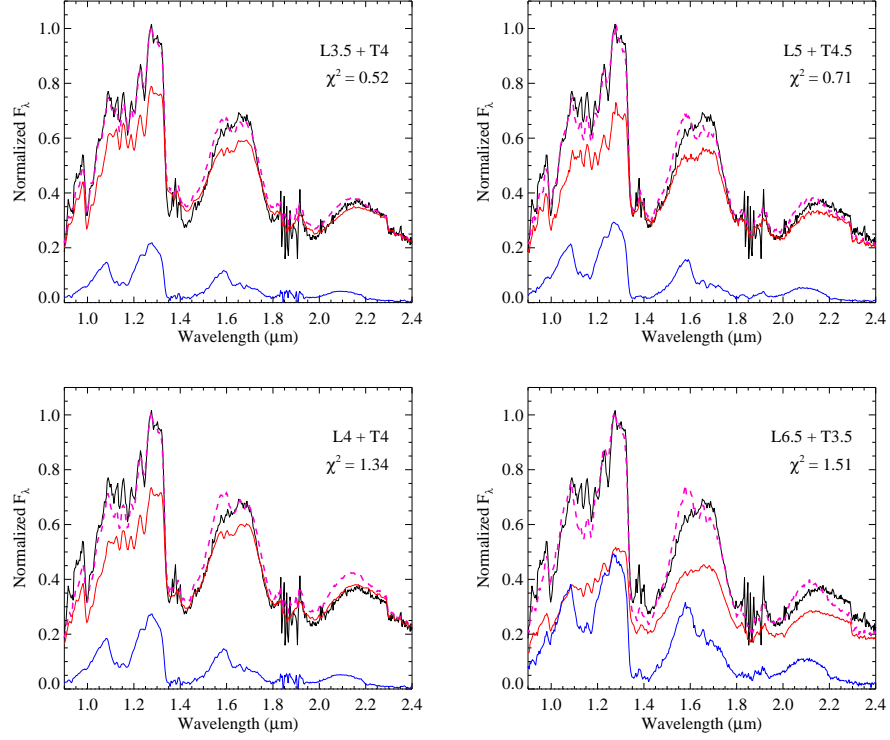 L3.5 + T4
χ² = 0.52
1.0
0.8
0.6
0.4
0.2
0.0
Normalized Fλ
1.0 1.2 1.4 1.6 1.8 2.0 2.2 2.4
Wavelength (μm)
L5 + T4.5
χ² = 0.71
1.0
0.8
0.6
0.4
0.2
0.0
Normalized Fλ
1.0 1.2 1.4 1.6 1.8 2.0 2.2 2.4
Wavelength (μm)
L4 + T4
χ² = 1.34
1.0
0.8
0.6
0.4
0.2
0.0
Normalized Fλ
1.0 1.2 1.4 1.6 1.8 2.0 2.2 2.4
Wavelength (μm)
L6.5 + T3.5
χ² = 1.51
1.0
0.8
0.6
0.4
0.2
0.0
Normalized Fλ
1.0 1.2 1.4 1.6 1.8 2.0 2.2 2.4
Wavelength (μm)